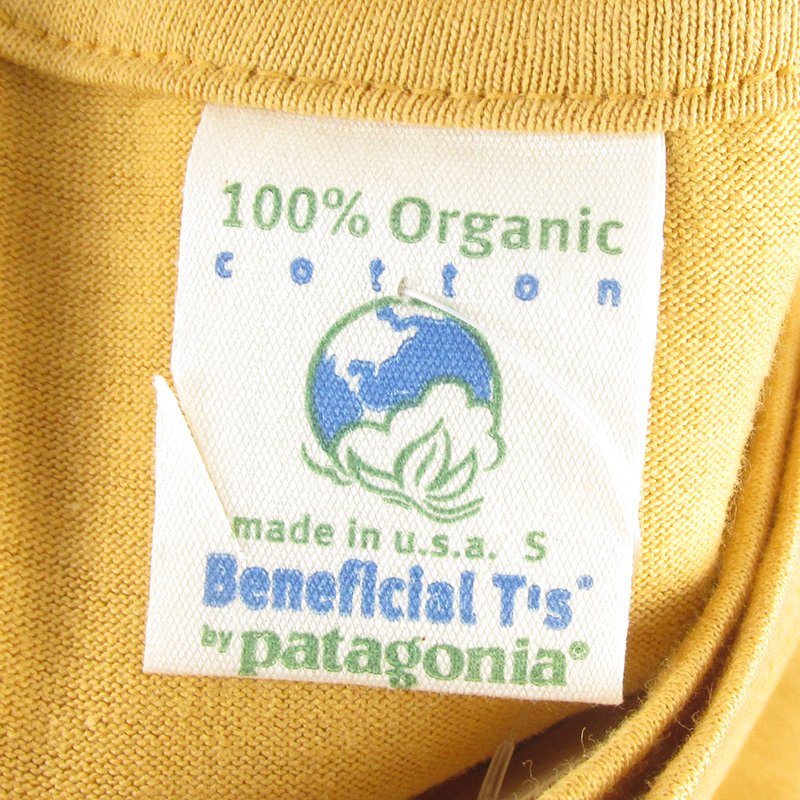 100% Organic
cotton
made in u.s.a. S
Beneficial T's®
by patagonia®